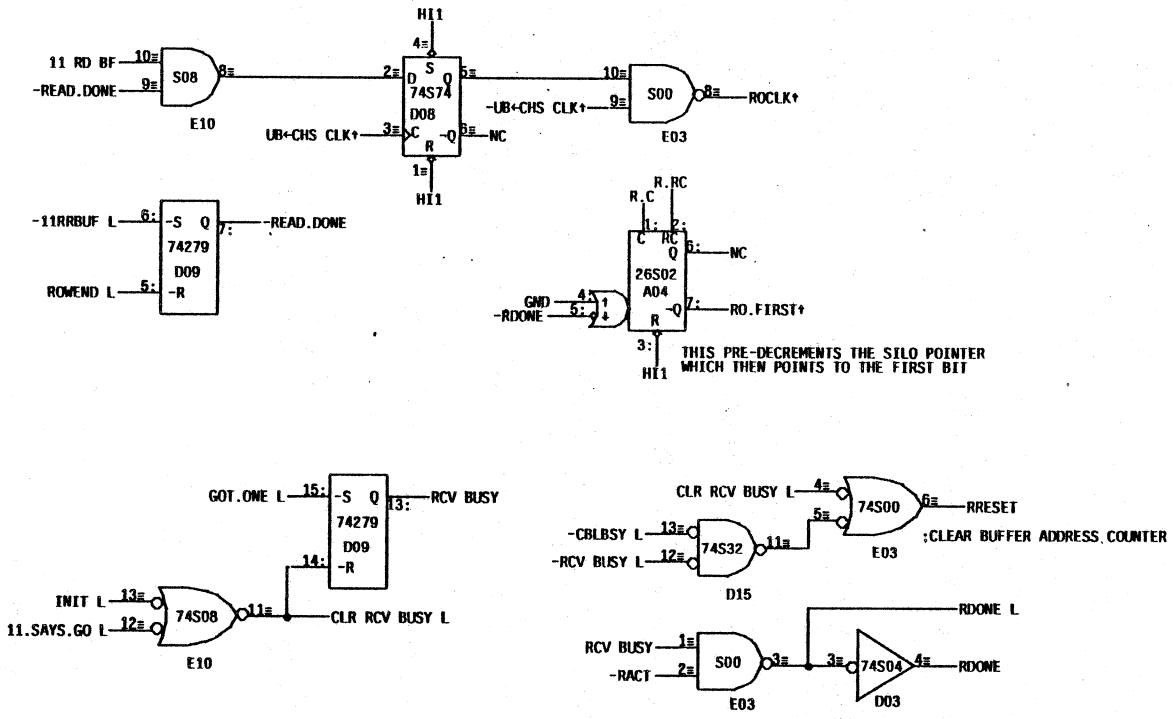 HI1
4≡
11 RD BF 10≡ S08 8≡ 2≡ D S Q 5≡ 10≡ S00 8≡ ROCLK↑
-READ.DONE 9≡ 74S74 -UB←CHS CLK↑ 9≡
E10 D08 E03
UB←CHS CLK↑ 3≡ C -Q 6≡ NC
R
1≡
HI1
R.RC
R.C
-11RRBUF L 6: -S Q 7: -READ.DONE
74279
D09
ROWEND L 5: -R
1: 2:
C RC
Q 6: NC
26S02
A04
GND 4: ↑ -Q 7: RO.FIRST↑
-RDONE 5: ↓
R
3:
HI1
THIS PRE-DECREMENTS THE SILO POINTER
WHICH THEN POINTS TO THE FIRST BIT
GOT.ONE L 15: -S Q 13: RCV BUSY
74279
D09
14: -R
INIT L 13≡ 74S08 11≡ CLR RCV BUSY L
11.SAYS.GO L 12≡
E10
CLR RCV BUSY L 4≡ 74S00 6≡ RRESET
5≡
E03 ;CLEAR BUFFER ADDRESS COUNTER
-CBLBSY L 13≡ 74S32 11≡
-RCV BUSY L 12≡
D15
RDONE L
RCV BUSY 1≡ S00 3≡ 3≡ 74S04 4≡ RDONE
-RACT 2≡
E03 D03